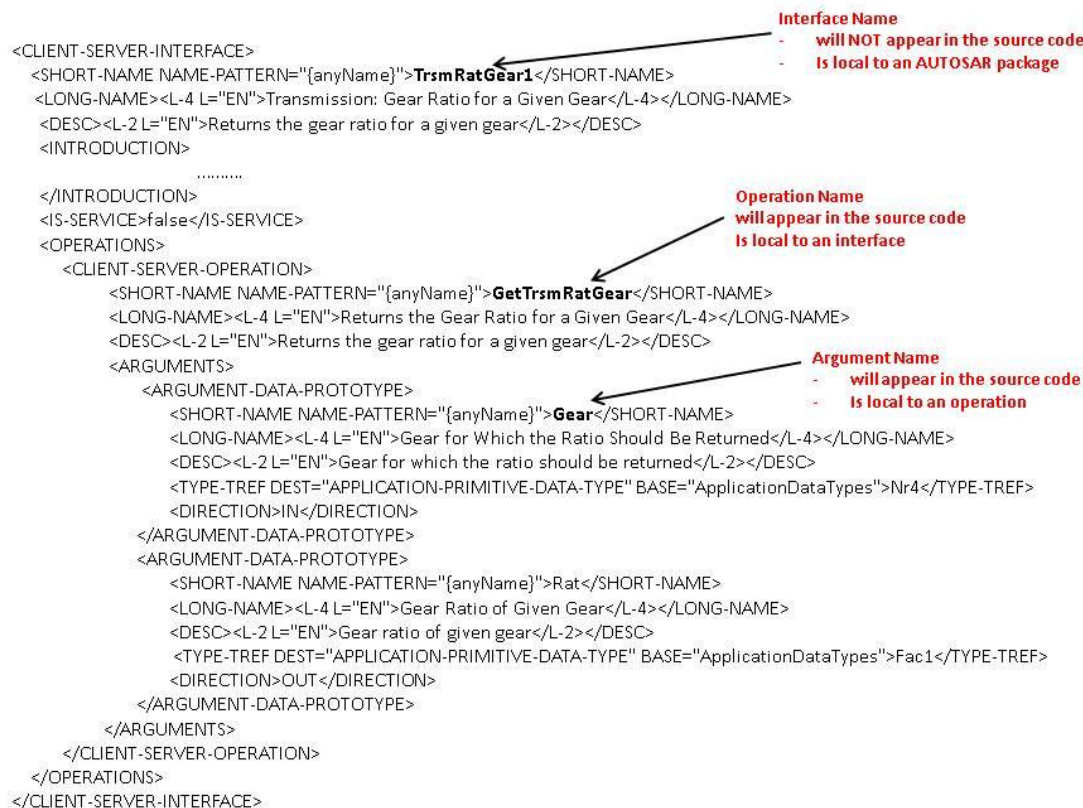 Interface Name
- will NOT appear in the source code
- Is local to an AUTOSAR package
<CLIENT-SERVER-INTERFACE>
<SHORT-NAME NAME-PATTERN="{anyName}">TrsmRatGear1</SHORT-NAME>
<LONG-NAME><L-4 L="EN">Transmission: Gear Ratio for a Given Gear</L-4></LONG-NAME>
<DESC><L-2 L="EN">Returns the gear ratio for a given gear</L-2></DESC>
<INTRODUCTION>
..........
</INTRODUCTION>
<IS-SERVICE>false</IS-SERVICE>
<OPERATIONS>
Operation Name
will appear in the source code
Is local to an interface
<CLIENT-SERVER-OPERATION>
<SHORT-NAME NAME-PATTERN="{anyName}">GetTrsmRatGear</SHORT-NAME>
<LONG-NAME><L-4 L="EN">Returns the Gear Ratio for a Given Gear</L-4></LONG-NAME>
<DESC><L-2 L="EN">Returns the gear ratio for a given gear</L-2></DESC>
<ARGUMENTS>
Argument Name
- will appear in the source code
- Is local to an operation
<ARGUMENT-DATA-PROTOTYPE>
<SHORT-NAME NAME-PATTERN="{anyName}">Gear</SHORT-NAME>
<LONG-NAME><L-4 L="EN">Gear for Which the Ratio Should Be Returned</L-4></LONG-NAME>
<DESC><L-2 L="EN">Gear for which the ratio should be returned</L-2></DESC>
<TYPE-TREF DEST="APPLICATION-PRIMITIVE-DATA-TYPE" BASE="ApplicationDataTypes">Nr4</TYPE-TREF>
<DIRECTION>IN</DIRECTION>
</ARGUMENT-DATA-PROTOTYPE>
<ARGUMENT-DATA-PROTOTYPE>
<SHORT-NAME NAME-PATTERN="{anyName}">Rat</SHORT-NAME>
<LONG-NAME><L-4 L="EN">Gear Ratio of Given Gear</L-4></LONG-NAME>
<DESC><L-2 L="EN">Gear ratio of given gear</L-2></DESC>
<TYPE-TREF DEST="APPLICATION-PRIMITIVE-DATA-TYPE" BASE="ApplicationDataTypes">Fac1</TYPE-TREF>
<DIRECTION>OUT</DIRECTION>
</ARGUMENT-DATA-PROTOTYPE>
</ARGUMENTS>
</CLIENT-SERVER-OPERATION>
</OPERATIONS>
</CLIENT-SERVER-INTERFACE>